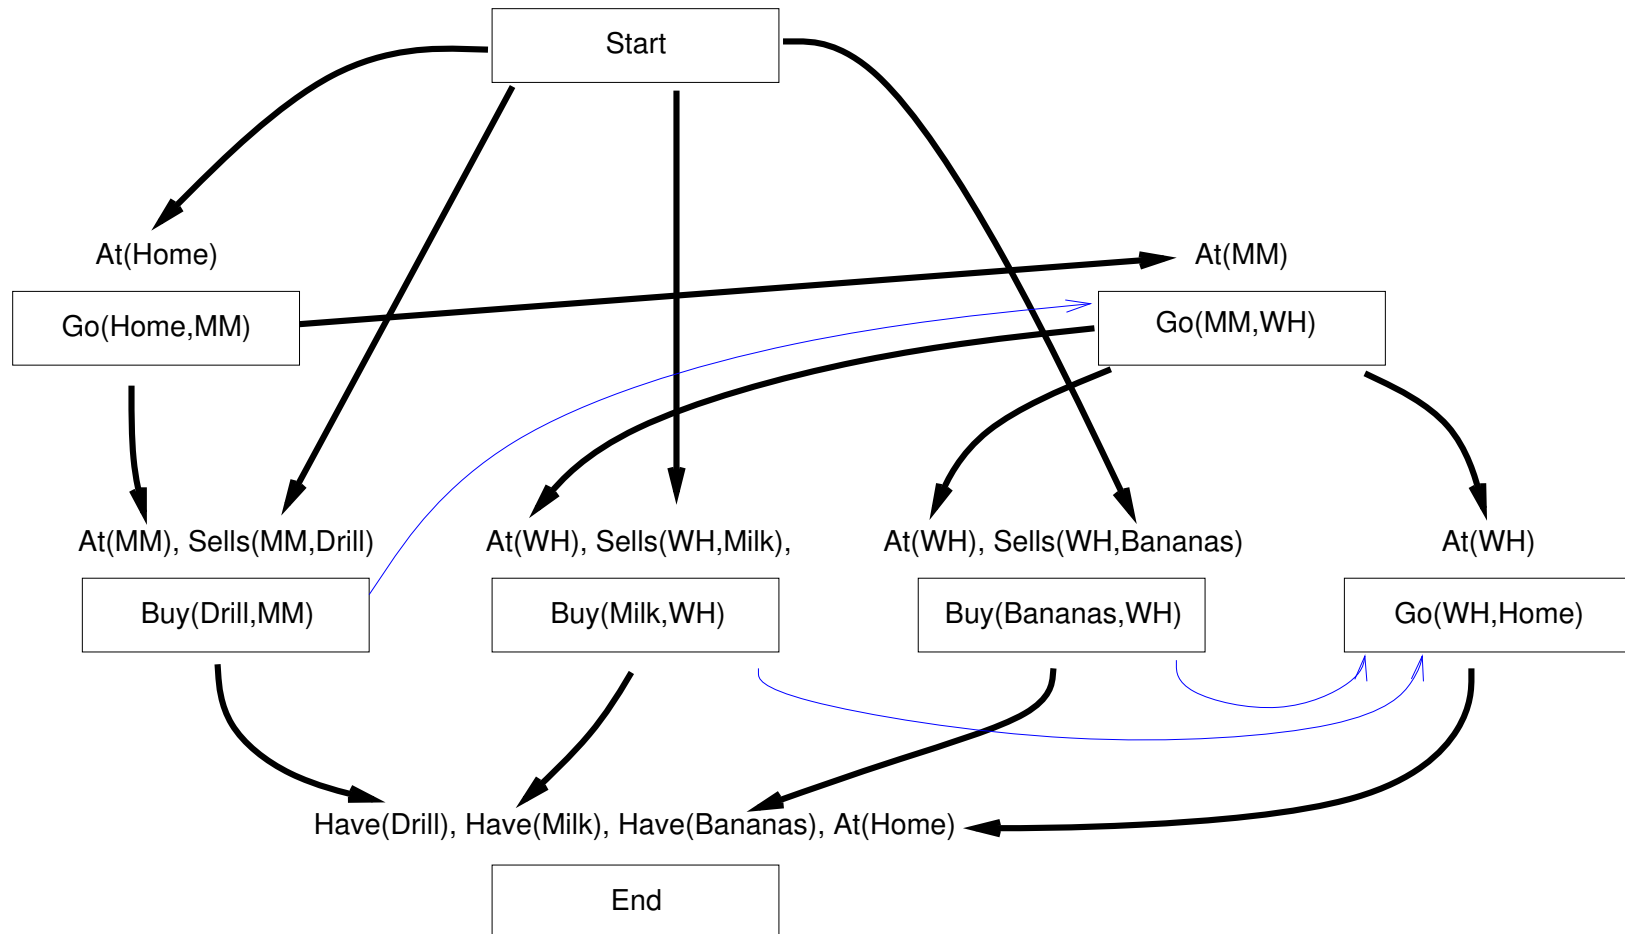 Start
At(Home)
At(MM)
Go(Home,MM)
Go(MM,WH)
At(MM), Sells(MM,Drill)
At(WH), Sells(WH,Milk),
At(WH), Sells(WH,Bananas)
At(WH)
Buy(Drill,MM)
Buy(Milk,WH)
Buy(Bananas,WH)
Go(WH,Home)
Have(Drill), Have(Milk), Have(Bananas), At(Home)
End